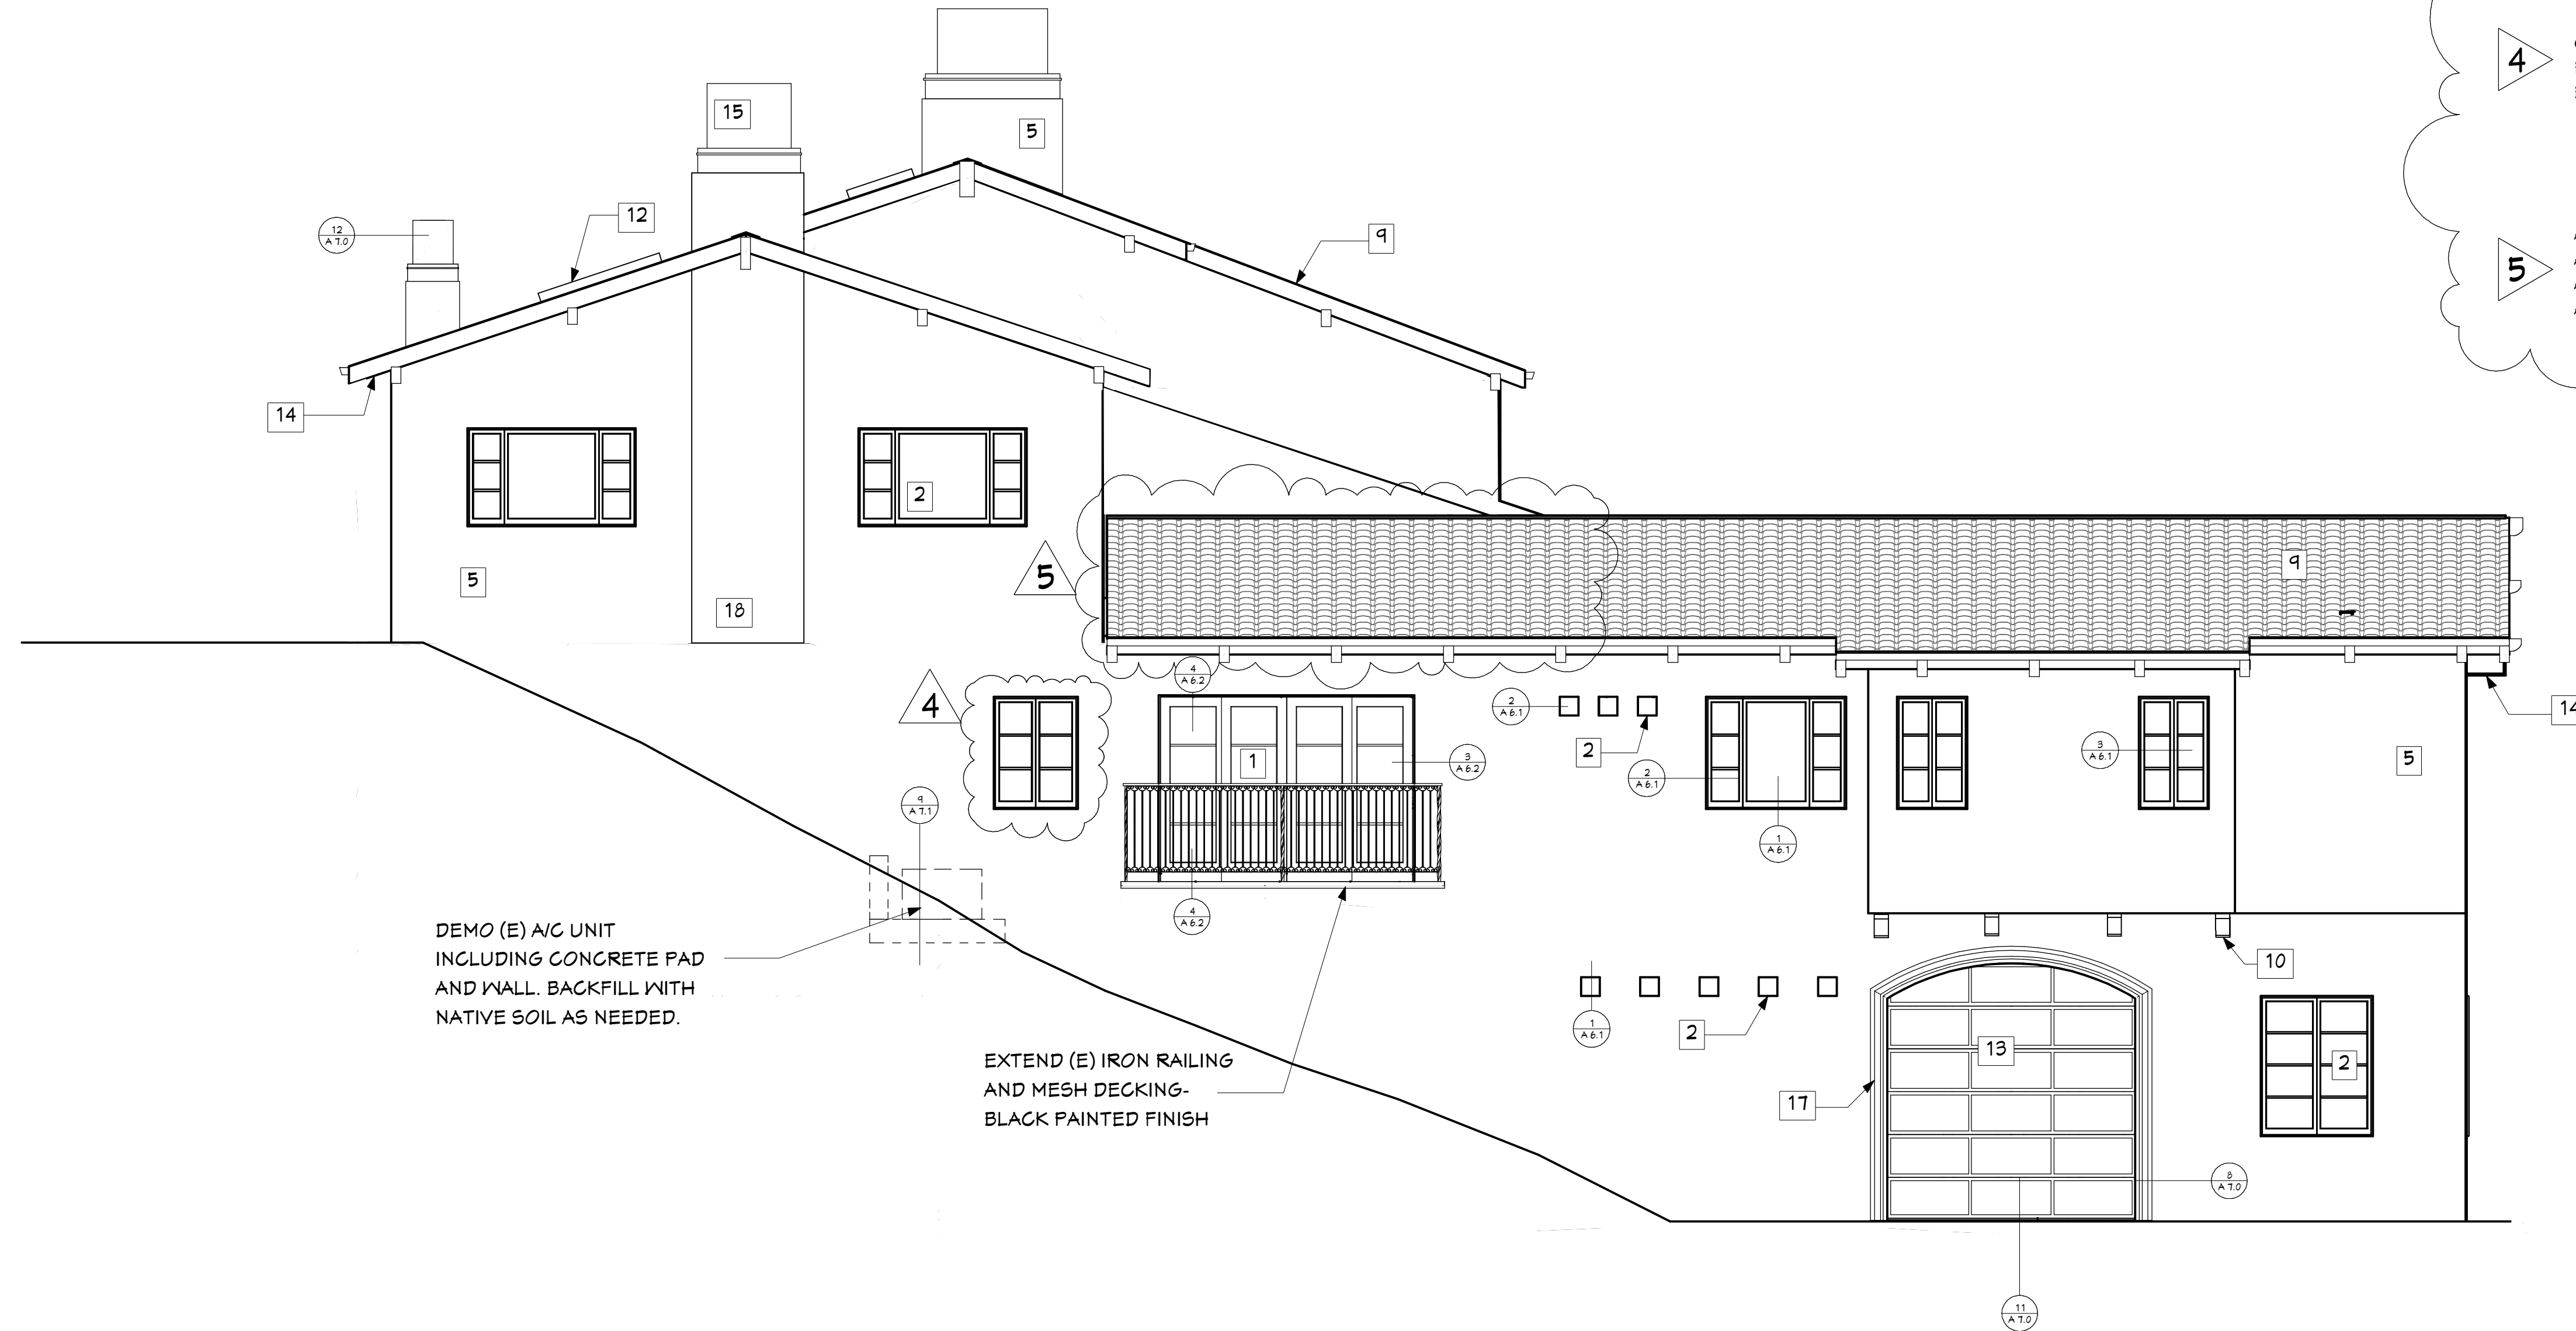 4
15
5
12
12
A 7.0
9
5
14
2
9
5
5
18
4
4
A 6.2
2
A 6.1
14
1
3
A 6.2
2
3
A 6.1
5
2
A 6.1
9
A 7.1
1
A 6.1
4
A 6.2
DEMO (E) A/C UNIT
INCLUDING CONCRETE PAD
AND WALL. BACKFILL WITH
NATIVE SOIL AS NEEDED.
10
1
A 6.1
2
13
2
EXTEND (E) IRON RAILING
AND MESH DECKING-
BLACK PAINTED FINISH
17
8
A 7.0
11
A 7.0